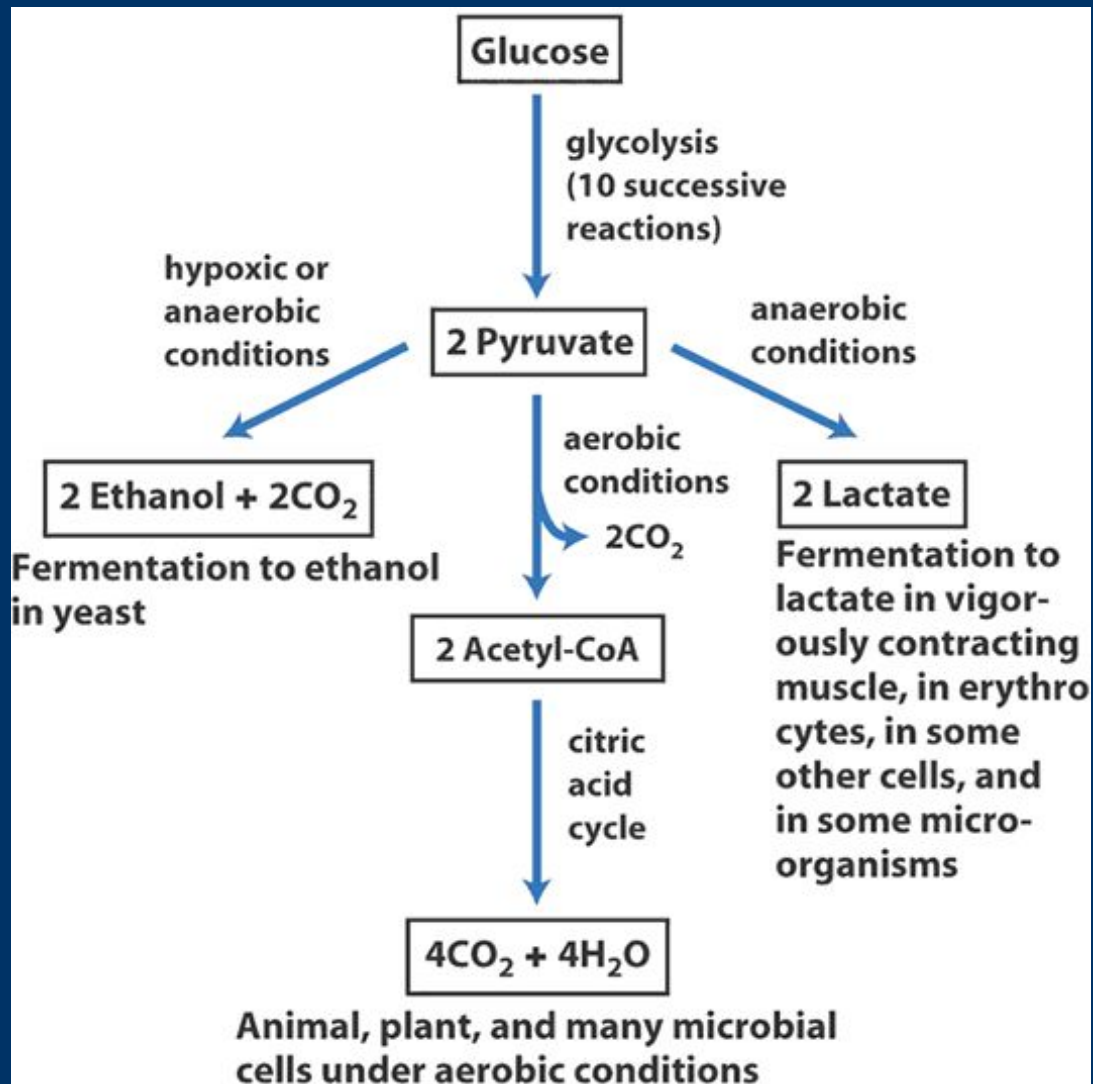 Glucose
glycolysis
(10 successive
reactions)
hypoxic or
anaerobic
conditions
2 Pyruvate
anaerobic
conditions
2 Ethanol + 2CO₂
Fermentation to ethanol
in yeast
aerobic
conditions
2CO₂
2 Lactate
Fermentation to
lactate in vigor-
ously contracting
muscle, in erythro
cytes, in some
other cells, and
in some micro-
organisms
2 Acetyl-CoA
citric
acid
cycle
4CO₂ + 4H₂O
Animal, plant, and many microbial
cells under aerobic conditions